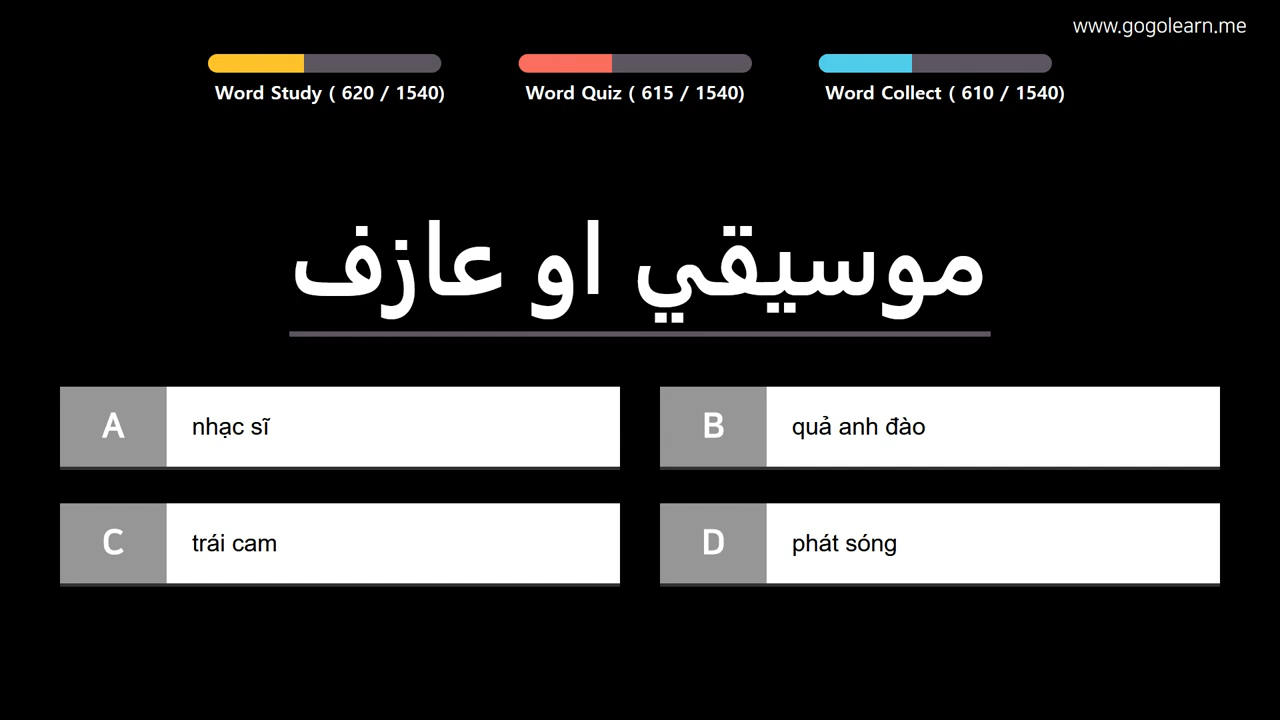 www.gogolearn.me
Word Study ( 620 / 1540)
Word Quiz ( 615 / 1540)
Word Collect ( 610 / 1540)
موسيقي او عازف
A nhạc sĩ
B quả anh đào
C trái cam
D phát sóng